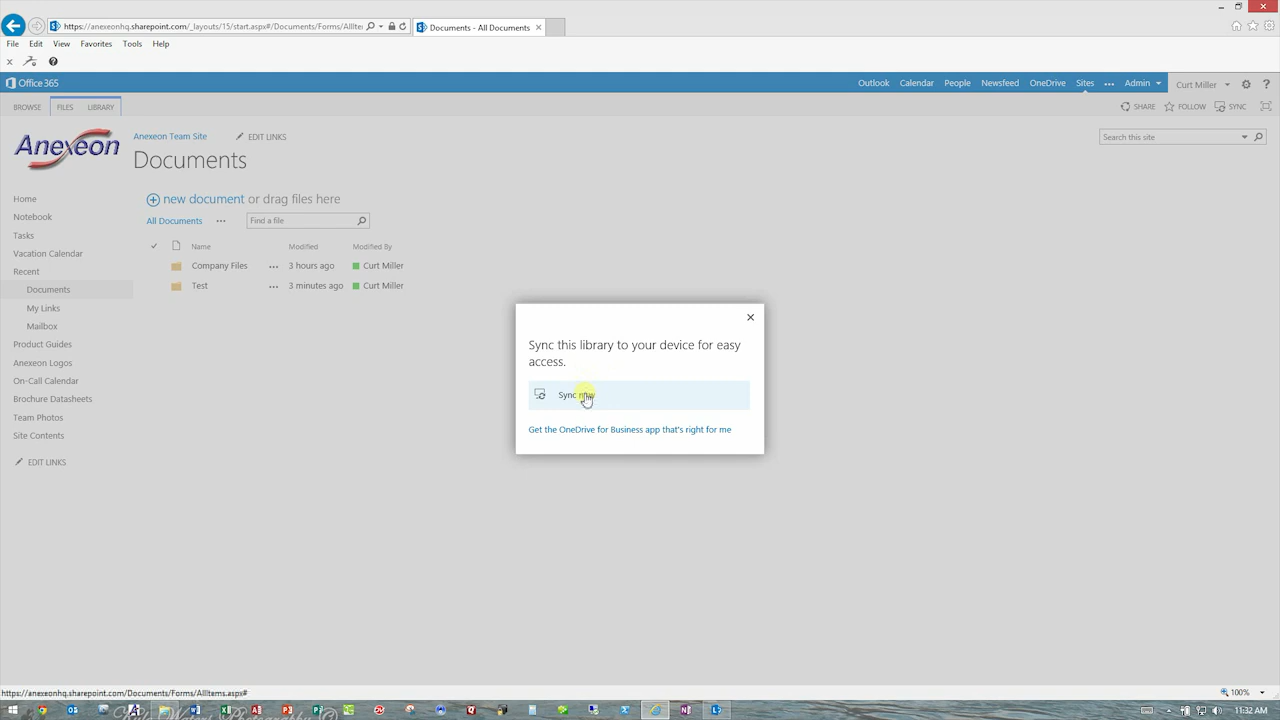 https://anexeonhq.sharepoint.com/_layouts/15/start.aspx#/Documents/Forms/AllIte
Documents - All Documents
File Edit View Favorites Tools Help
Office 365
Outlook Calendar People Newsfeed OneDrive Sites ••• Admin
Curt Miller
?
BROWSE FILES LIBRARY
SHARE FOLLOW SYNC
Anexeon
Anexeon Team Site
EDIT LINKS
Search this site
Documents
Home
Notebook
Tasks
Vacation Calendar
Recent
Documents
My Links
Mailbox
Product Guides
Anexeon Logos
On-Call Calendar
Brochure Datasheets
Team Photos
Site Contents
EDIT LINKS
new document or drag files here
All Documents ••• Find a file
Name Modified Modified By
Company Files ••• 3 hours ago Curt Miller
Test ••• 3 minutes ago Curt Miller
Sync this library to your device for easy
access.
Sync now
Get the OneDrive for Business app that's right for me
https://anexeonhq.sharepoint.com/Documents/Forms/AllItems.aspx#
100%
Photography ©
11:32 AM